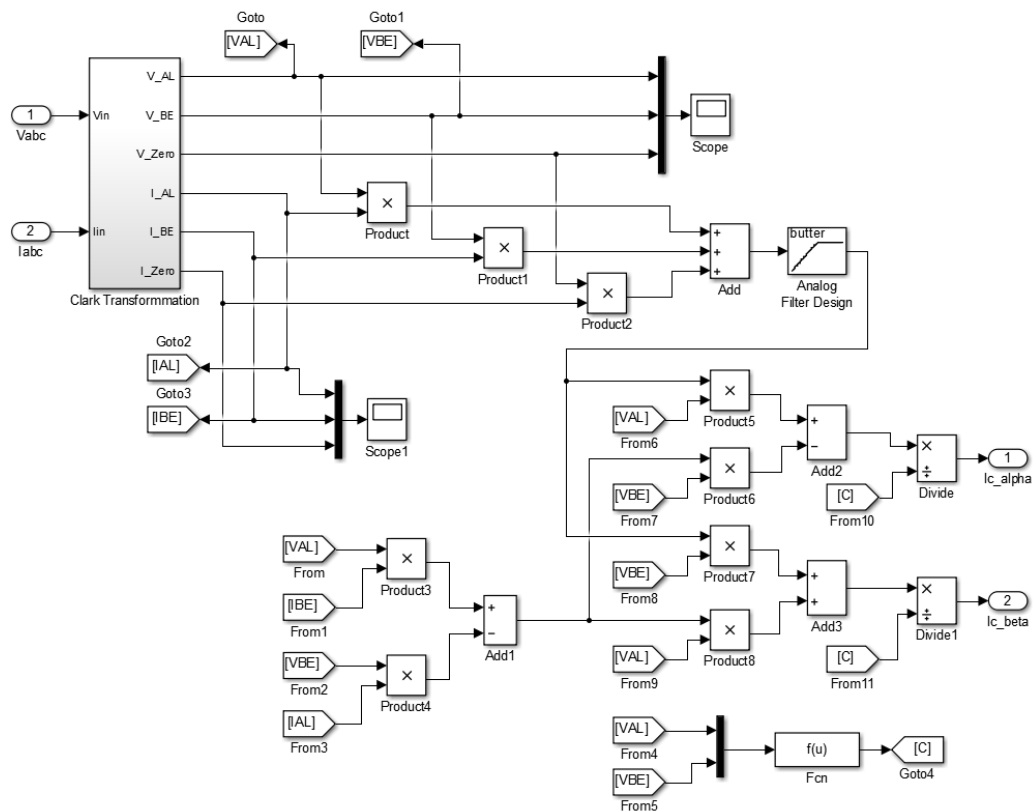 Goto
Goto1
[VAL]
[VBE]
1
Vabc
2
Iabc
Vin
Iin
V_AL
V_BE
V_Zero
I_AL
I_BE
I_Zero
Clark Transformmation
Scope
×
Product
×
Product1
×
Product2
+
+
+
Add
butter
Analog
Filter Design
Goto2
[IAL]
Goto3
[IBE]
Scope1
[VAL]
From6
×
Product5
[VBE]
From7
×
Product6
+
−
Add2
[C]
From10
×
÷
Divide
1
Ic_alpha
[VBE]
From8
×
Product7
[VAL]
From9
×
Product8
+
+
Add3
[C]
From11
×
÷
Divide1
2
Ic_beta
[VAL]
From
[IBE]
From1
×
Product3
[VBE]
From2
[IAL]
From3
×
Product4
+
−
Add1
[VAL]
From4
[VBE]
From5
f(u)
Fcn
[C]
Goto4